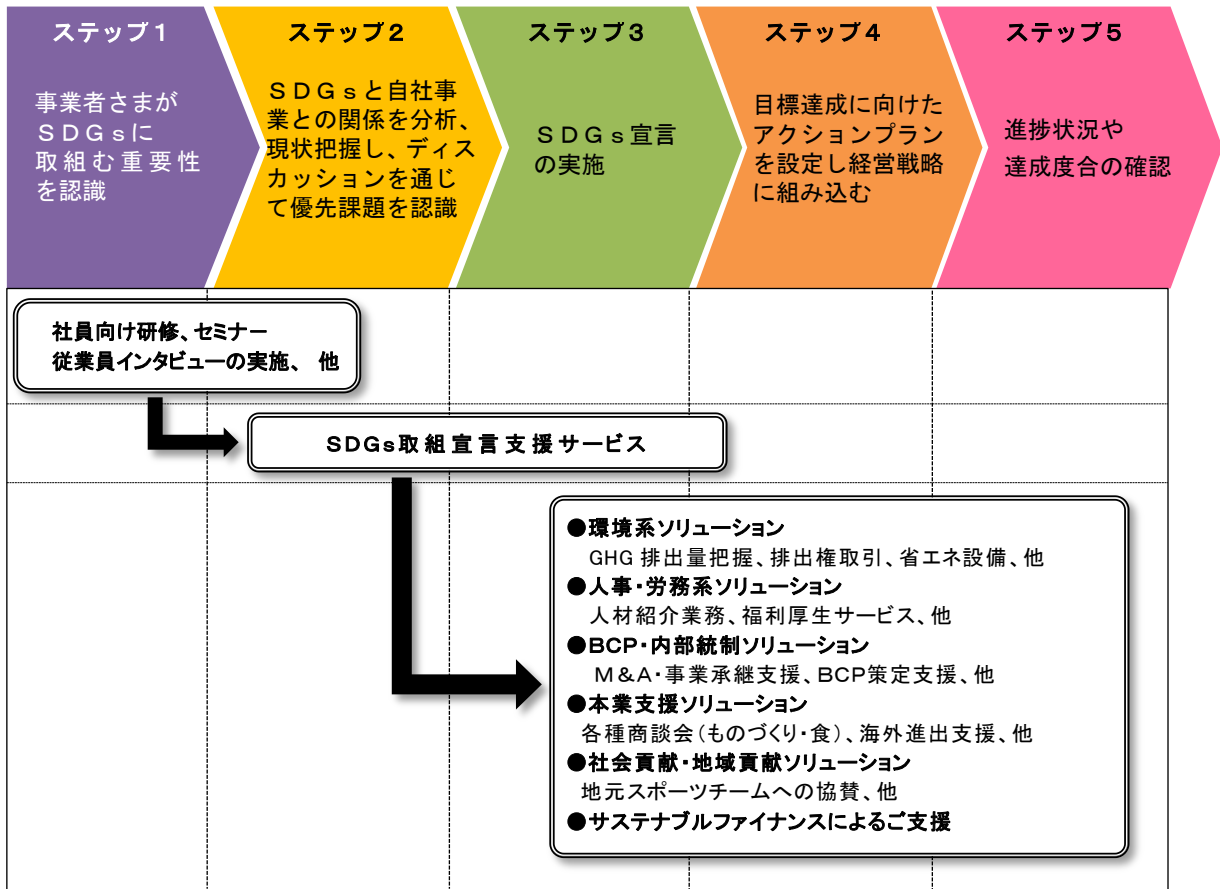 ステップ1
事業者さまが
SDGsに
取組む重要性
を認識
ステップ2
SDGsと自社事
業との関係を分析、
現状把握し、ディス
カッションを通じ
て優先課題を認識
ステップ3
SDGs宣言
の実施
ステップ4
目標達成に向けた
アクションプラン
を設定し経営戦略
に組み込む
ステップ5
進捗状況や
達成度合の確認
社員向け研修、セミナー
従業員インタビューの実施、 他
SDGs取組宣言支援サービス
●環境系ソリューション
GHG 排出量把握、排出権取引、省エネ設備、他
●人事・労務系ソリューション
人材紹介業務、福利厚生サービス、他
●BCP・内部統制ソリューション
M&A・事業承継支援、BCP策定支援、他
●本業支援ソリューション
各種商談会(ものづくり・食)、海外進出支援、他
●社会貢献・地域貢献ソリューション
地元スポーツチームへの協賛、他
●サステナブルファイナンスによるご支援